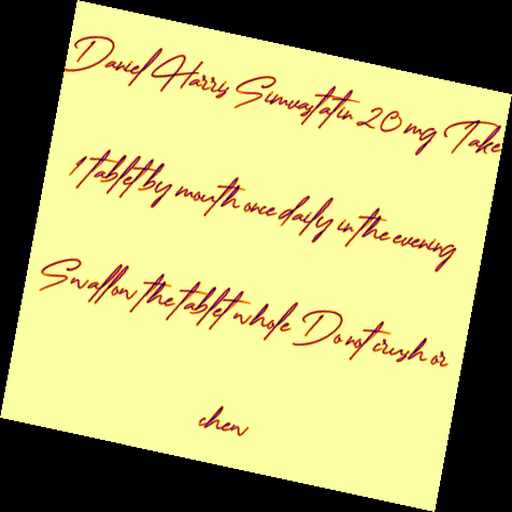 Daniel Harris Simvastatin 20 mg Take
1 tablet by mouth once daily in the evening
Swallow the tablet whole Do not crush or
chew